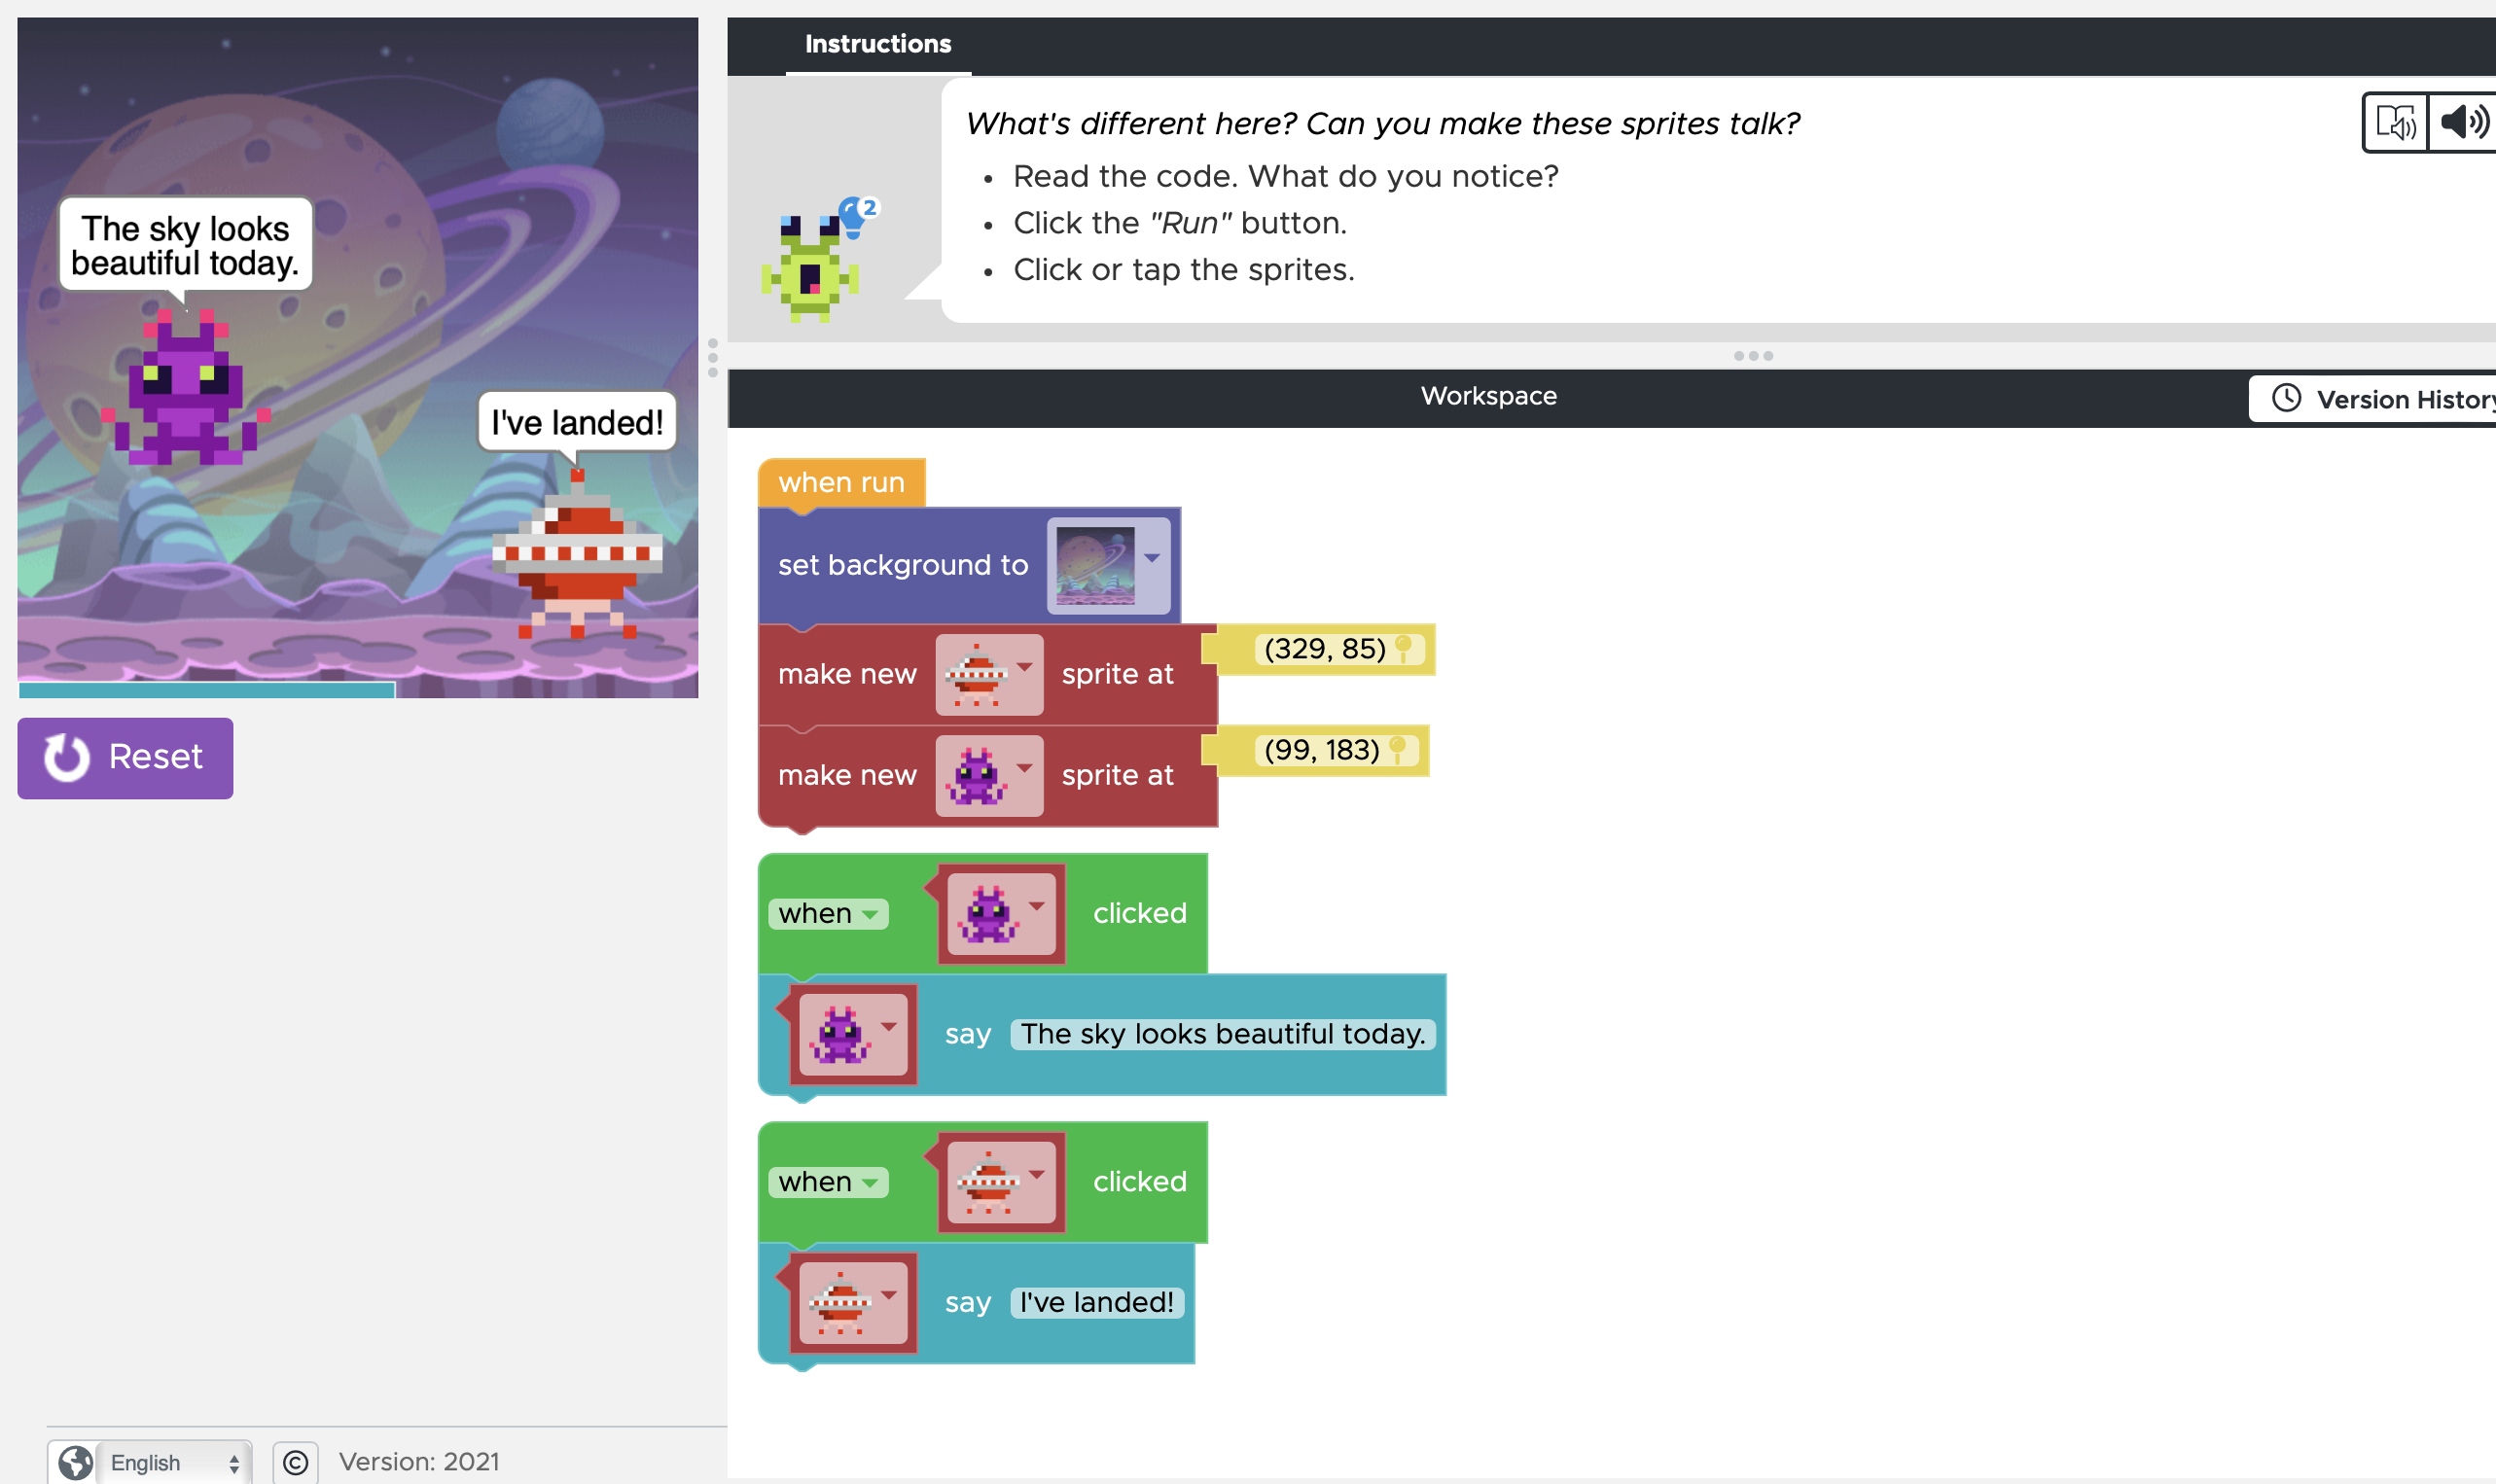 The sky looks
beautiful today.
I've landed!
Reset
English
© Version: 2021
Instructions
2
What's different here? Can you make these sprites talk?
• Read the code. What do you notice?
• Click the "Run" button.
• Click or tap the sprites.
Workspace
Version History
when run
set background to
make new sprite at (329, 85)
make new sprite at (99, 183)
when clicked
say The sky looks beautiful today.
when clicked
say I've landed!